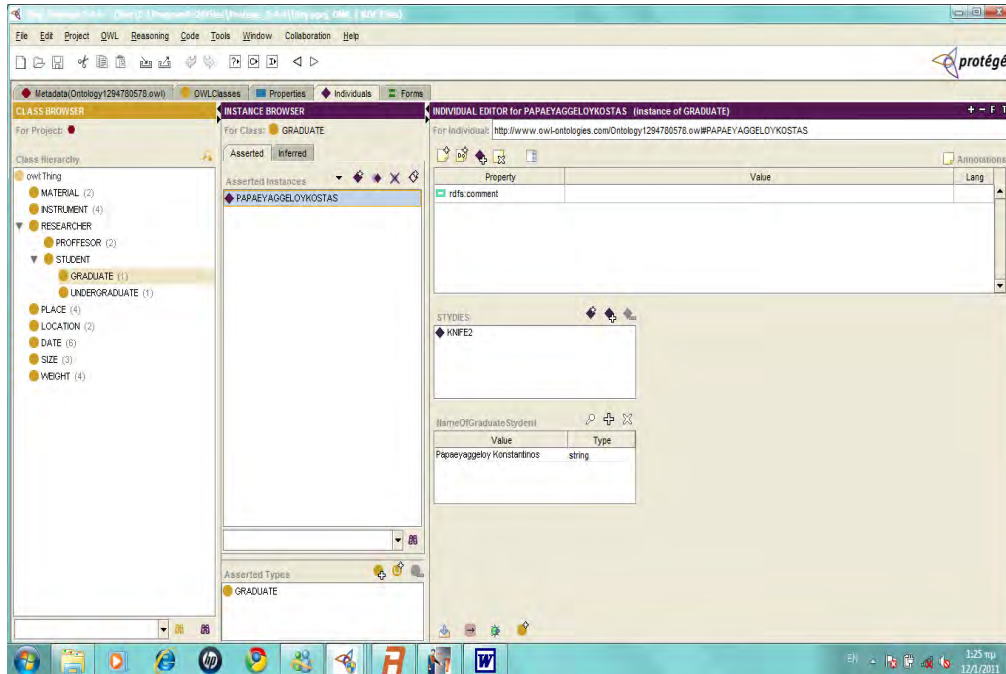 File Edit Project OWL Reasoning Code Tools Window Collaboration Help
protégé
Metadata(Ontology1294780578.owl) OWLClasses Properties Individuals Forms
CLASS BROWSER
For Project:
Class Hierarchy
owl:Thing
MATERIAL (2)
INSTRUMENT (4)
RESEARCHER
PROFFESOR (2)
STUDENT
GRADUATE (1)
UNDERGRADUATE (1)
PLACE (4)
LOCATION (2)
DATE (6)
SIZE (3)
WEIGHT (4)
INSTANCE BROWSER
For Class: GRADUATE
Asserted Inferred
Asserted Instances
PAPAEYAGGELOYKOSTAS
Asserted Types
GRADUATE
INDIVIDUAL EDITOR for PAPAEYAGGELOYKOSTAS (instance of GRADUATE) + - F T
For Individual: http://www.owl-ontologies.com/Ontology1294780578.owl#PAPAEYAGGELOYKOSTAS
Annotations
Property Value Lang
rdfs:comment
STYDIES
KNIFE2
NameOfGraduateStydent
Value Type
Papaeyaggeloy Konstantinos string
EN 1:25 πμ
12/1/2011